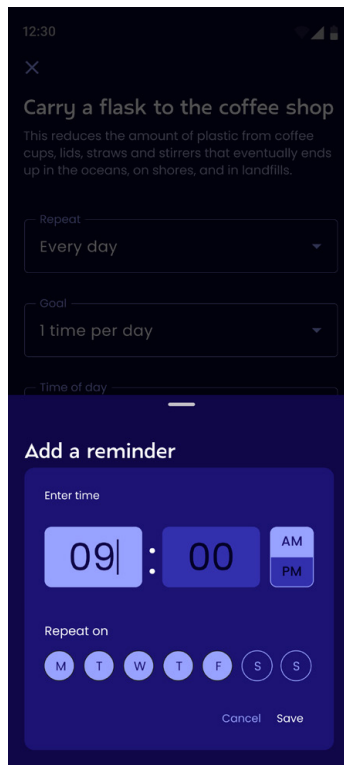 12:30
Carry a flask to the coffee shop
This reduces the amount of plastic from coffee
cups, lids, straws and stirrers that eventually ends
up in the oceans, on shores, and in landfills.
Repeat
Every day
Goal
1 time per day
Time of day
Add a reminder
Enter time
09 : 00 AM
PM
Repeat on
M T W T F S S
Cancel Save